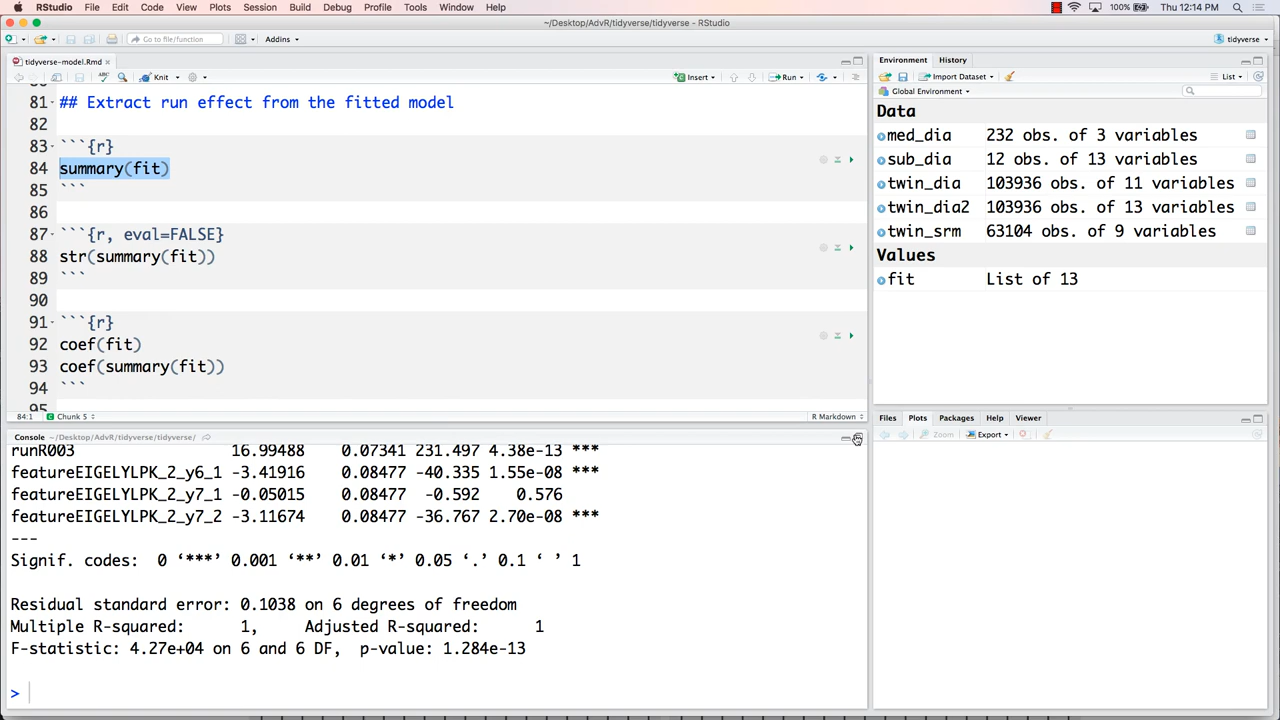 RStudio File Edit Code View Plots Session Build Debug Profile Tools Window Help 100% Thu 12:14 PM
~/Desktop/AdvR/tidyverse/tidyverse - RStudio
Go to file/function Addins tidyverse
tidyverse-model.Rmd
Knit Insert Run
81 ## Extract run effect from the fitted model
82
83 ```{r}
84 summary(fit)
85 ```
86
87 ```{r, eval=FALSE}
88 str(summary(fit))
89 ```
90
91 ```{r}
92 coef(fit)
93 coef(summary(fit))
94 ```
95
84:1 Chunk 5 R Markdown
Console ~/Desktop/AdvR/tidyverse/tidyverse/
runR003 16.99488 0.07341 231.497 4.38e-13 ***
featureEIGELYLPK_2_y6_1 -3.41916 0.08477 -40.335 1.55e-08 ***
featureEIGELYLPK_2_y7_1 -0.05015 0.08477 -0.592 0.576
featureEIGELYLPK_2_y7_2 -3.11674 0.08477 -36.767 2.70e-08 ***
---
Signif. codes: 0 ‘***’ 0.001 ‘**’ 0.01 ‘*’ 0.05 ‘.’ 0.1 ‘ ’ 1
Residual standard error: 0.1038 on 6 degrees of freedom
Multiple R-squared: 1, Adjusted R-squared: 1
F-statistic: 4.27e+04 on 6 and 6 DF, p-value: 1.284e-13
>
Environment History
Import Dataset List
Global Environment
Data
med_dia 232 obs. of 3 variables
sub_dia 12 obs. of 13 variables
twin_dia 103936 obs. of 11 variables
twin_dia2 103936 obs. of 13 variables
twin_srm 63104 obs. of 9 variables
Values
fit List of 13
Files Plots Packages Help Viewer
Zoom Export